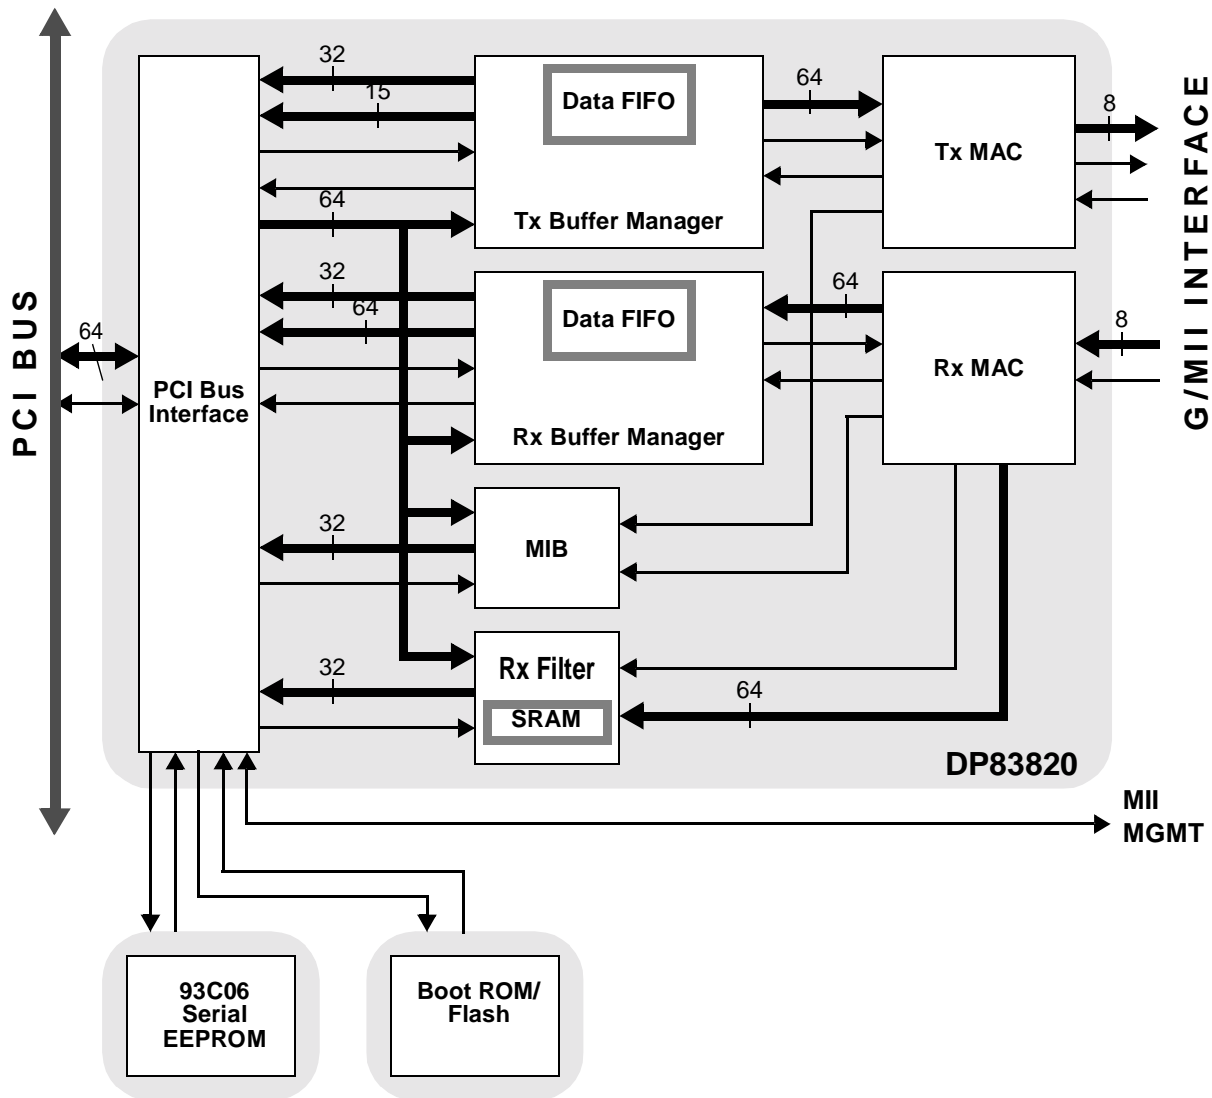 32
15
64
32
64
64
32
32
64
64
64
8
8
Data FIFO
Tx Buffer Manager
Tx MAC
Data FIFO
Rx Buffer Manager
Rx MAC
PCI BUS
PCI Bus
Interface
G/MII INTERFACE
MIB
Rx Filter
SRAM
DP83820
MII
MGMT
93C06
Serial
EEPROM
Boot ROM/
Flash